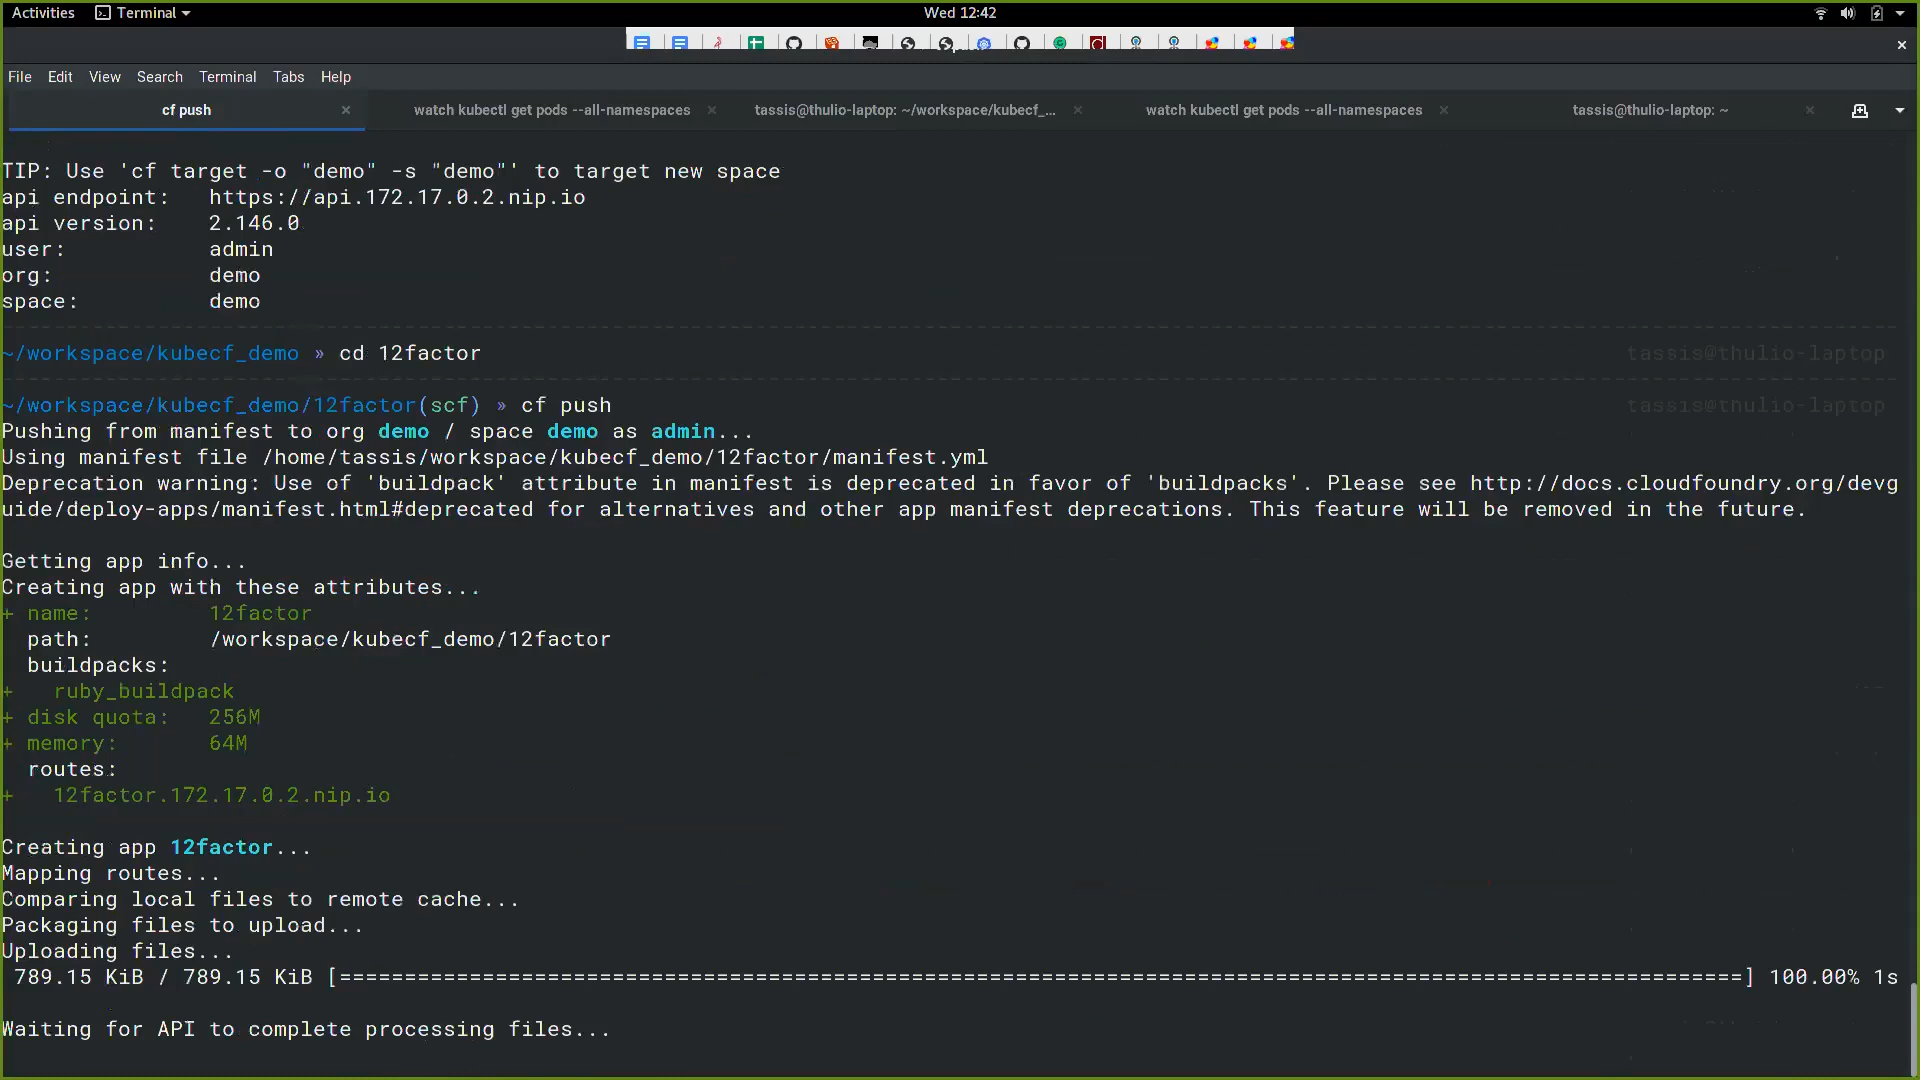 Activities Terminal Wed 12:42
File Edit View Search Terminal Tabs Help
cf push watch kubectl get pods --all-namespaces tassis@thulio-laptop: ~/workspace/kubecf_... watch kubectl get pods --all-namespaces tassis@thulio-laptop: ~
TIP: Use 'cf target -o "demo" -s "demo"' to target new space
api endpoint: https://api.172.17.0.2.nip.io
api version: 2.146.0
user: admin
org: demo
space: demo
~/workspace/kubecf_demo » cd 12factor tassis@thulio-laptop
~/workspace/kubecf_demo/12factor(scf) » cf push tassis@thulio-laptop
Pushing from manifest to org demo / space demo as admin...
Using manifest file /home/tassis/workspace/kubecf_demo/12factor/manifest.yml
Deprecation warning: Use of 'buildpack' attribute in manifest is deprecated in favor of 'buildpacks'. Please see http://docs.cloudfoundry.org/devg
uide/deploy-apps/manifest.html#deprecated for alternatives and other app manifest deprecations. This feature will be removed in the future.
Getting app info...
Creating app with these attributes...
+ name: 12factor
path: /workspace/kubecf_demo/12factor
buildpacks:
+ ruby_buildpack
+ disk quota: 256M
+ memory: 64M
routes:
+ 12factor.172.17.0.2.nip.io
Creating app 12factor...
Mapping routes...
Comparing local files to remote cache...
Packaging files to upload...
Uploading files...
789.15 KiB / 789.15 KiB [============================================================================================================] 100.00% 1s
Waiting for API to complete processing files...